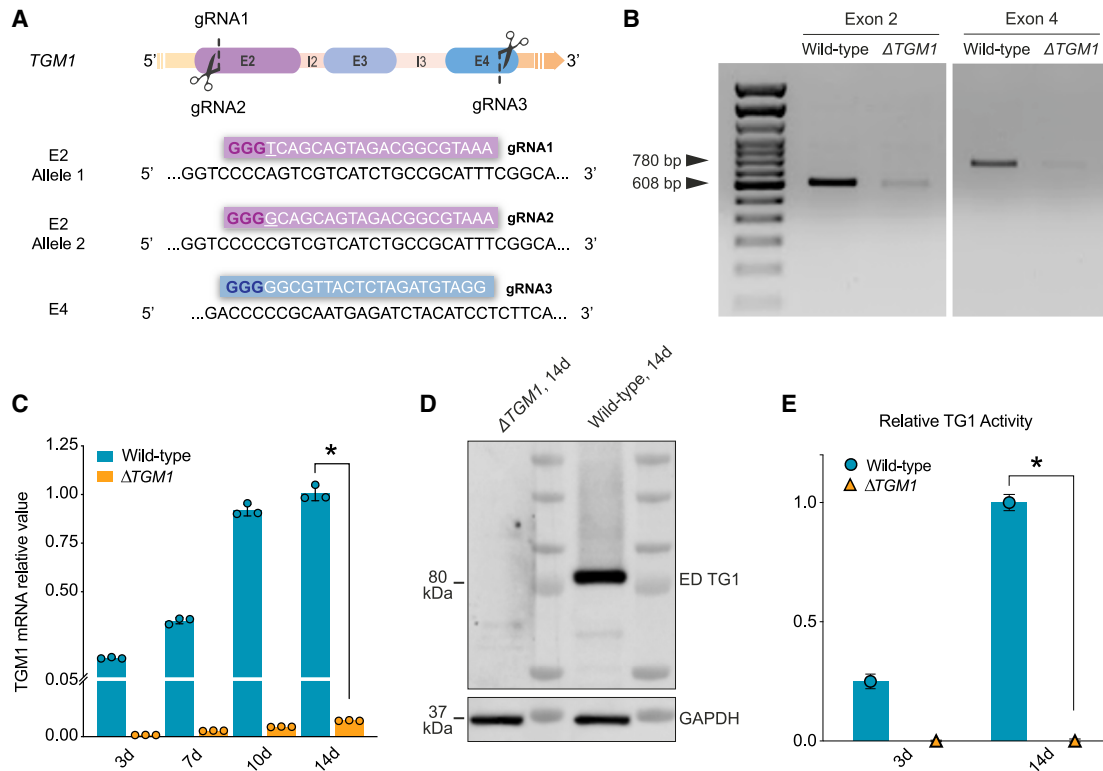 A
gRNA1
TGM1
5’
E2
I2
E3
I3
E4
3’
gRNA2
gRNA3
E2
Allele 1
GGGTCAGCAGTAGACGGCGTAAA
gRNA1
5’ ...GGTCCCCAGTCGTCATCTGCCGCATTTCGGCA... 3’
E2
Allele 2
GGGGCAGCAGTAGACGGCGTAAA
gRNA2
5’ ...GGTCCCCCGTCGTCATCTGCCGCATTTCGGCA... 3’
E4
GGGGGCGTTACTCTAGATGTAGG
gRNA3
5’ ...GACCCCCGCAATGAGATCTACATCCTCTTCA... 3’
B
Exon 2
Exon 4
Wild-type
ΔTGM1
Wild-type
ΔTGM1
780 bp
608 bp
C
TGM1 mRNA relative value
1.25
1.00
0.50
0.05
0.00
Wild-type
ΔTGM1
*
3d
7d
10d
14d
D
ΔTGM1, 14d
Wild-type, 14d
80
kDa
ED TG1
37
kDa
GAPDH
E
Relative TG1 Activity
Wild-type
ΔTGM1
*
1.0
0.5
0.0
3d
14d